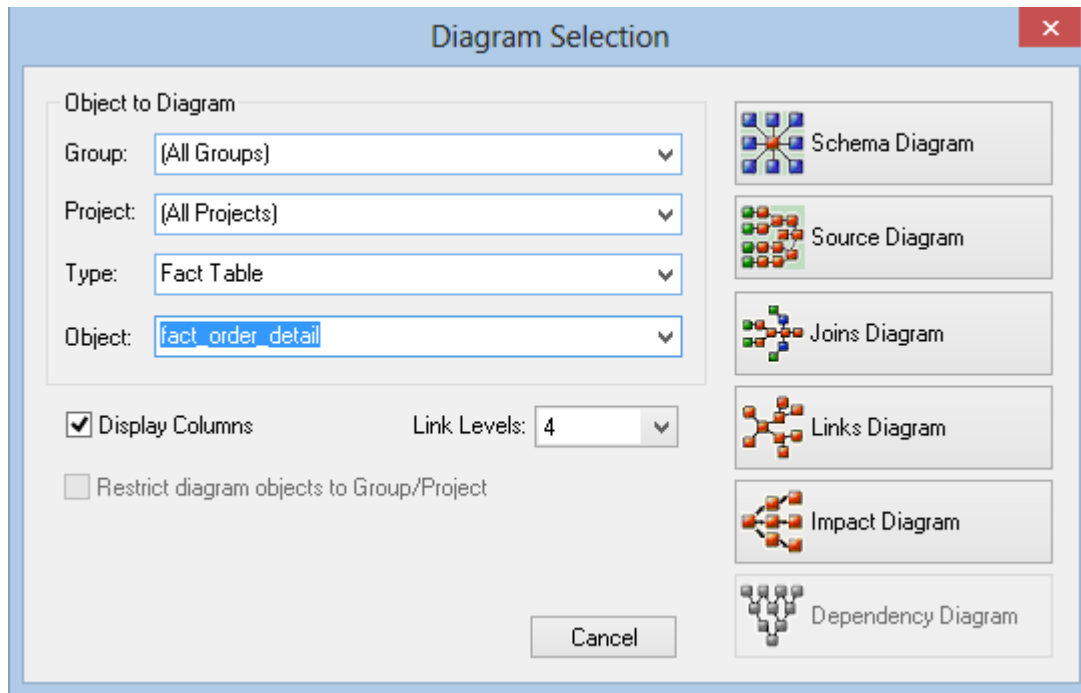 Diagram Selection
Object to Diagram
Group: (All Groups)
Project: (All Projects)
Type: Fact Table
Object: fact_order_detail
Display Columns
Link Levels: 4
Restrict diagram objects to Group/Project
Cancel
Schema Diagram
Source Diagram
Joins Diagram
Links Diagram
Impact Diagram
Dependency Diagram